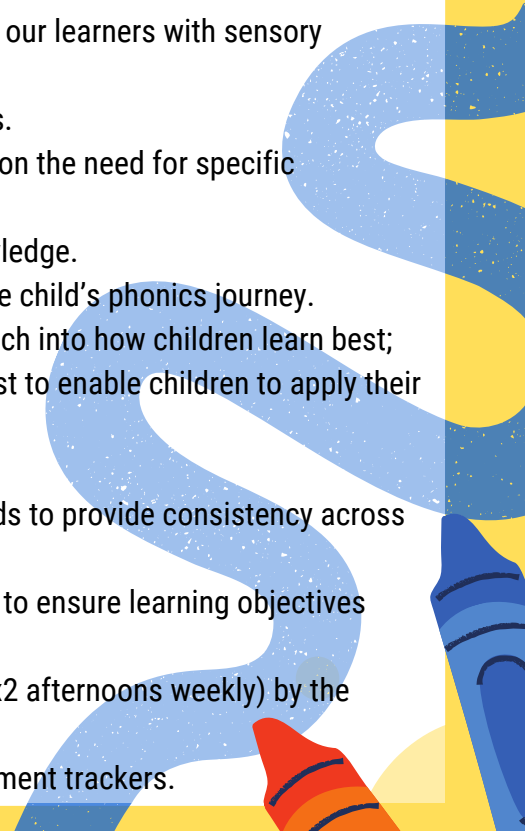 our learners with sensory
s.
on the need for specific
ledge.
e child’s phonics journey.
ch into how children learn best;
st to enable children to apply their
ds to provide consistency across
to ensure learning objectives
x2 afternoons weekly) by the
ment trackers.